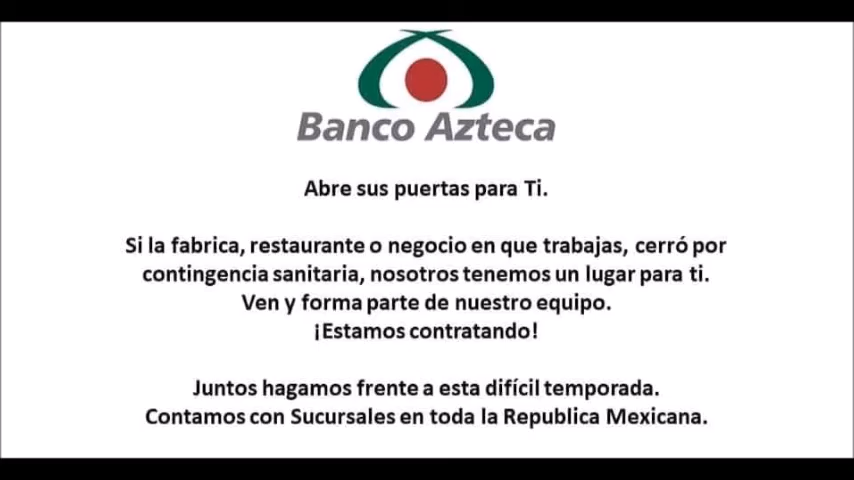 Banco Azteca
Abre sus puertas para Ti.
Si la fabrica, restaurante o negocio en que trabajas, cerró por
contingencia sanitaria, nosotros tenemos un lugar para ti.
Ven y forma parte de nuestro equipo.
¡Estamos contratando!
Juntos hagamos frente a esta difícil temporada.
Contamos con Sucursales en toda la Republica Mexicana.